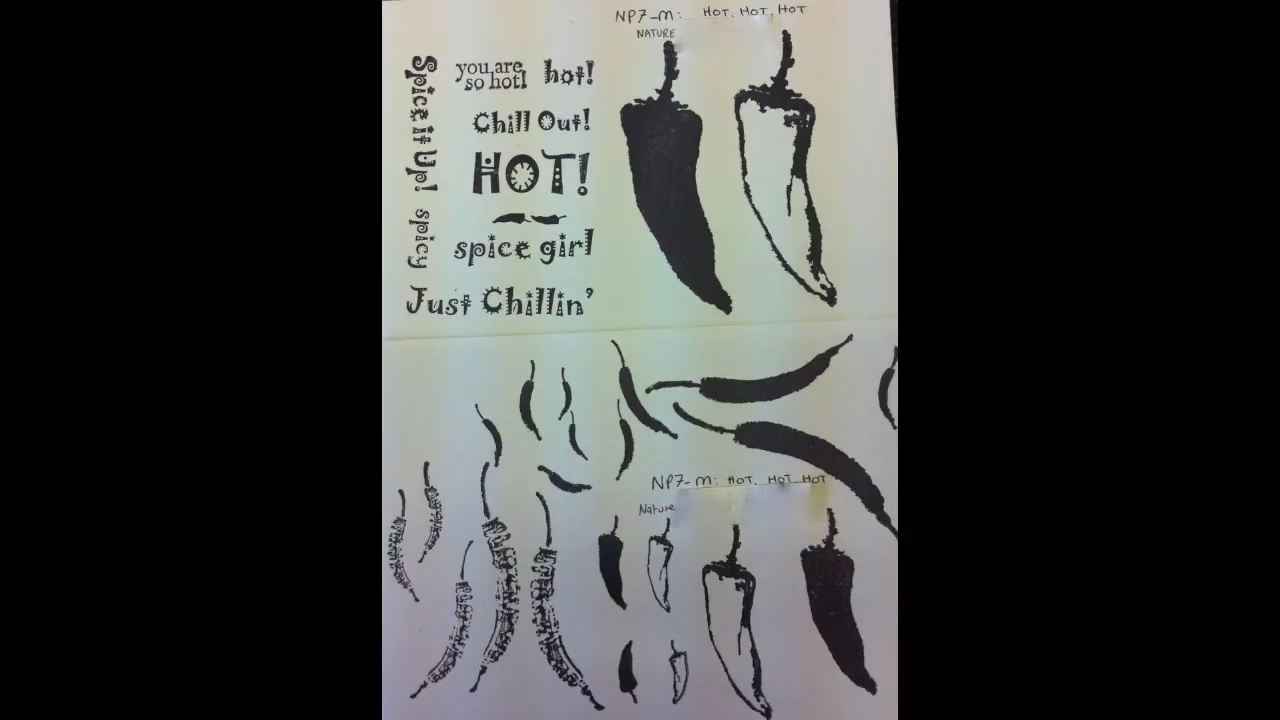 NP7-M: HOT, HOT, HOT
NATURE
Spice it Up!
spicy
you are
so hot!
hot!
Chill Out!
HOT!
spice girl
Just Chillin'
NP7-M: HOT, HOT HOT
Nature